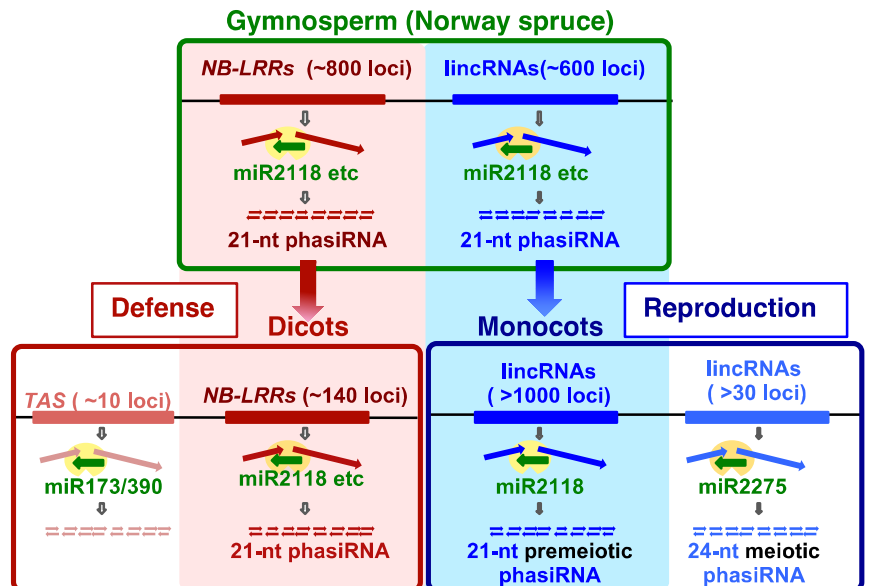 Gymnosperm (Norway spruce)
NB-LRRs (~800 loci)
lincRNAs(~600 loci)
miR2118 etc
miR2118 etc
21-nt phasiRNA
21-nt phasiRNA
Defense
Reproduction
Dicots
Monocots
TAS ( ~10 loci)
NB-LRRs (~140 loci)
lincRNAs
( >1000 loci)
lincRNAs
( >30 loci)
miR173/390
miR2118 etc
miR2118
miR2275
21-nt phasiRNA
21-nt premeiotic
phasiRNA
24-nt meiotic
phasiRNA